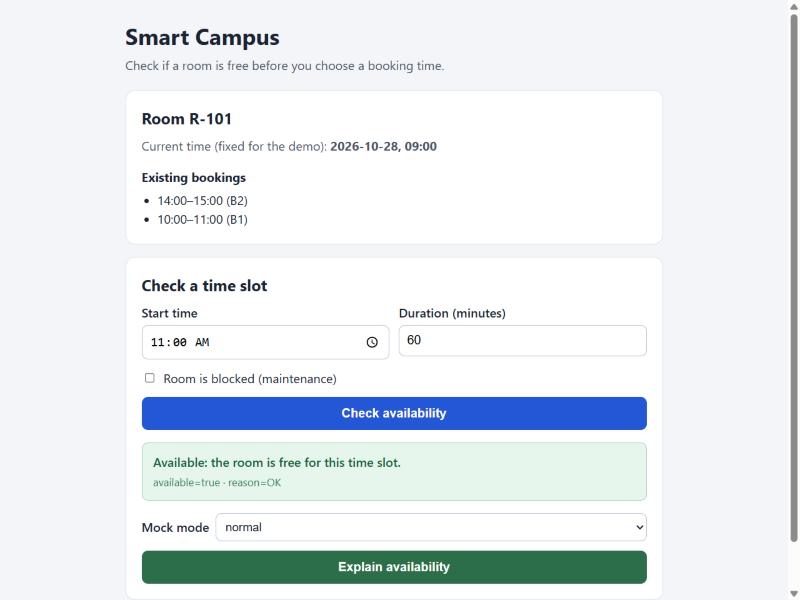 Smart Campus
Check if a room is free before you choose a booking time.
Room R-101
Current time (fixed for the demo): 2026-10-28, 09:00
Existing bookings
14:00–15:00 (B2)
10:00–11:00 (B1)
Check a time slot
Start time
Duration (minutes)
11:00 AM
60
Room is blocked (maintenance)
Check availability
Available: the room is free for this time slot.
available=true · reason=OK
Mock mode
normal
Explain availability